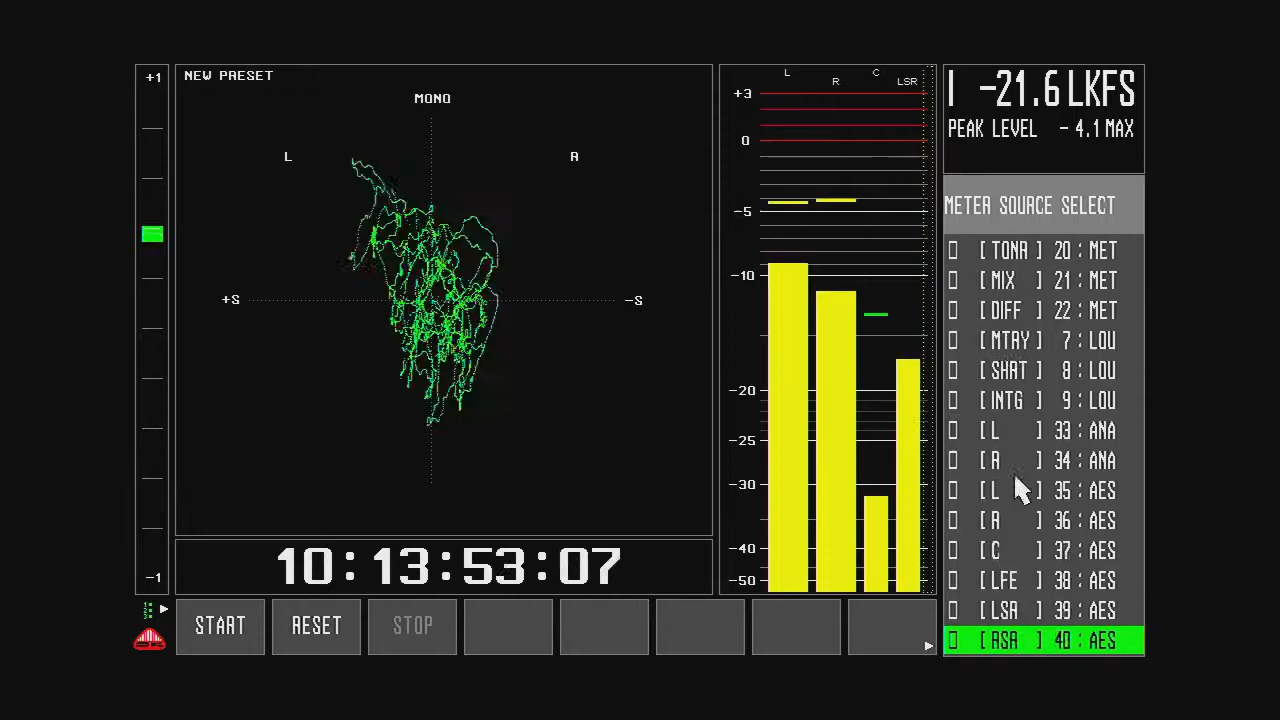 +1
-1
NEW PRESET
MONO
L
R
+S
-S
10:13:53:07
L
R
C
LSR
+3
0
-5
-10
-20
-25
-30
-40
-50
I -21.6 LKFS
PEAK LEVEL - 4.1 MAX
METER SOURCE SELECT
[TONA ] 20 : MET
[MIX ] 21 : MET
[DIFF ] 22 : MET
[MTRY ] 7 : LOU
[SHRT ] 8 : LOU
[INTG ] 9 : LOU
[L ] 33 : ANA
[R ] 34 : ANA
[L ] 35 : AES
[R ] 36 : AES
[C ] 37 : AES
[LFE ] 38 : AES
[LSR ] 39 : AES
[RSR ] 40 : AES
START
RESET
STOP